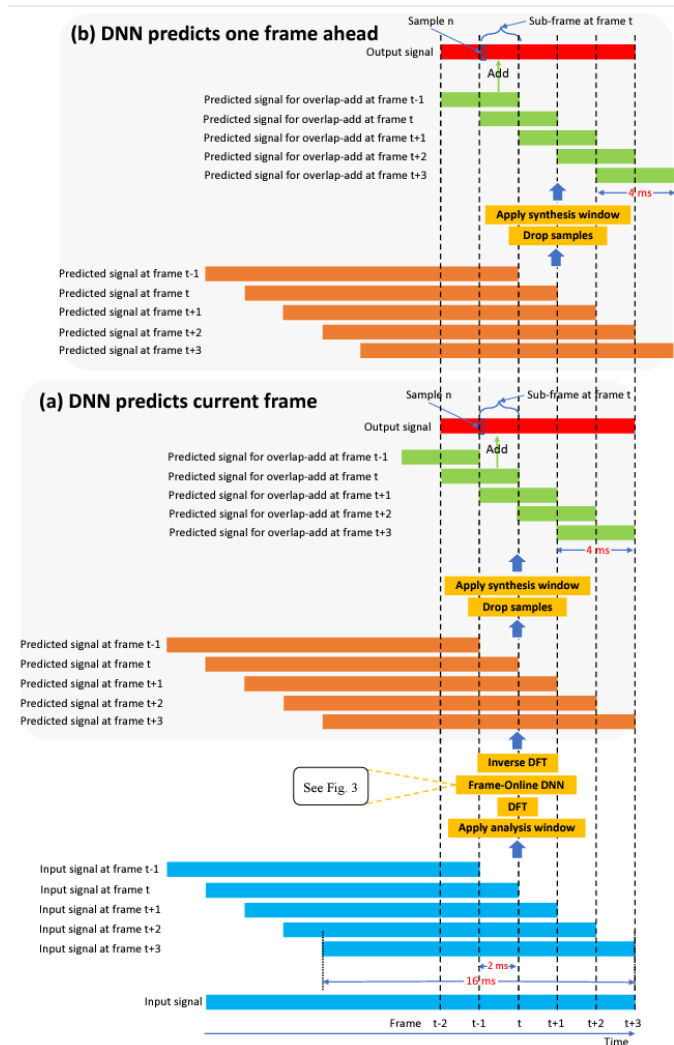 (b) DNN predicts one frame ahead
Sample n
Sub-frame at frame t
Output signal
Add
Predicted signal for overlap-add at frame t-1
Predicted signal for overlap-add at frame t
Predicted signal for overlap-add at frame t+1
Predicted signal for overlap-add at frame t+2
Predicted signal for overlap-add at frame t+3
4 ms
Apply synthesis window
Drop samples
Predicted signal at frame t-1
Predicted signal at frame t
Predicted signal at frame t+1
Predicted signal at frame t+2
Predicted signal at frame t+3
(a) DNN predicts current frame
Sample n
Sub-frame at frame t
Output signal
Add
Predicted signal for overlap-add at frame t-1
Predicted signal for overlap-add at frame t
Predicted signal for overlap-add at frame t+1
Predicted signal for overlap-add at frame t+2
Predicted signal for overlap-add at frame t+3
4 ms
Apply synthesis window
Drop samples
Predicted signal at frame t-1
Predicted signal at frame t
Predicted signal at frame t+1
Predicted signal at frame t+2
Predicted signal at frame t+3
Inverse DFT
See Fig. 3
Frame-Online DNN
DFT
Apply analysis window
Input signal at frame t-1
Input signal at frame t
Input signal at frame t+1
Input signal at frame t+2
Input signal at frame t+3
2 ms
16 ms
Input signal
Frame t-2 t-1 t t+1 t+2 t+3
Time